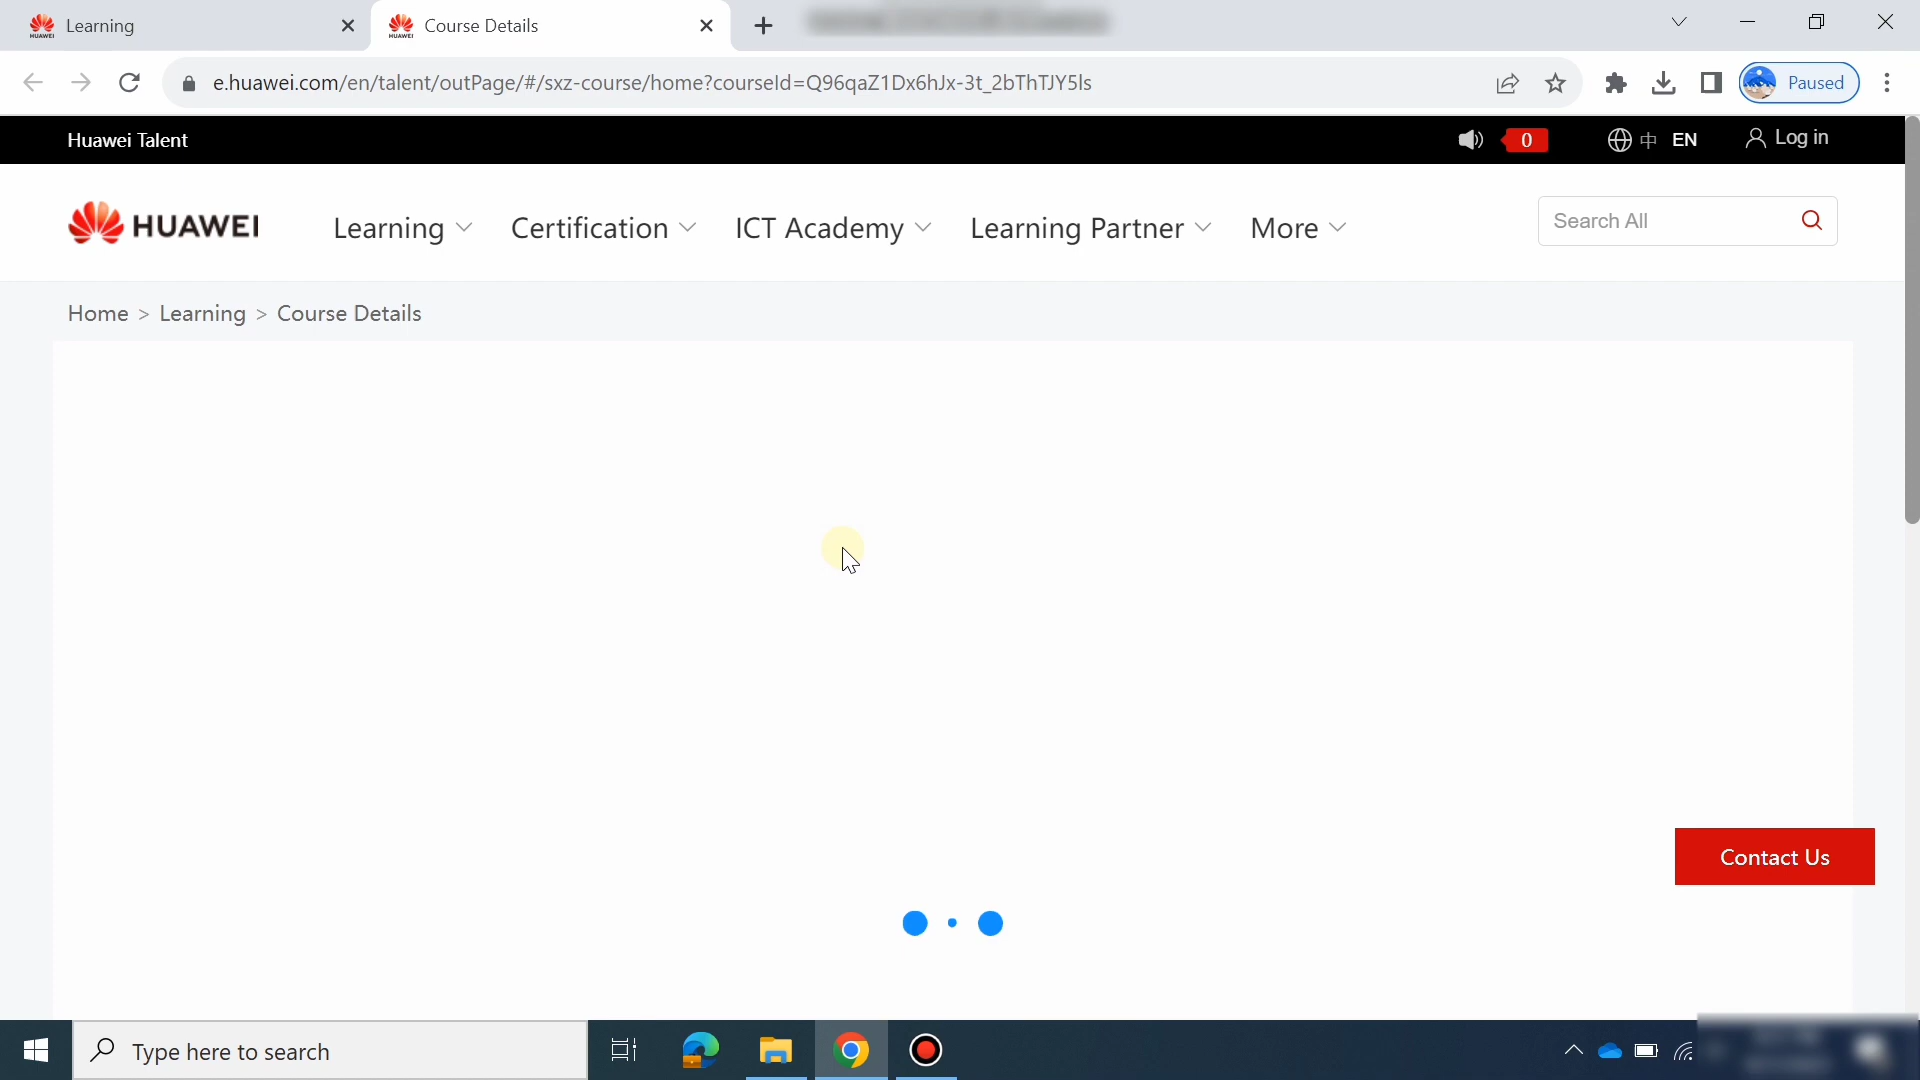 Learning
Course Details
e.huawei.com/en/talent/outPage/#/sxz-course/home?courseId=Q96qaZ1Dx6hJx-3t_2bThTJY5ls
Paused
Huawei Talent
0
中 EN
Log in
HUAWEI
Learning
Certification
ICT Academy
Learning Partner
More
Search All
Home > Learning > Course Details
Contact Us
Type here to search